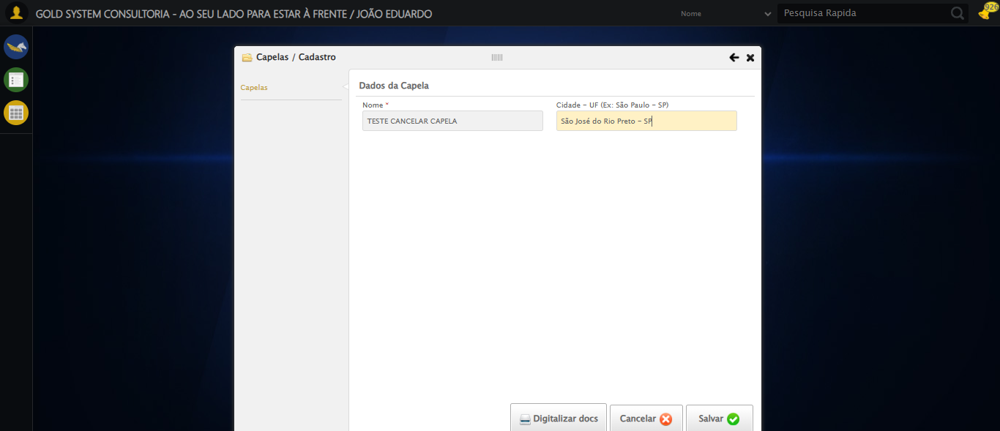 GOLD SYSTEM CONSULTORIA - AO SEU LADO PARA ESTAR À FRENTE / JOÃO EDUARDO
Nome
Pesquisa Rapida
926
Capelas / Cadastro
Capelas
Dados da Capela
Nome *
Cidade - UF (Ex: São Paulo - SP)
TESTE CANCELAR CAPELA
São José do Rio Preto - SP
Digitalizar docs
Cancelar
Salvar